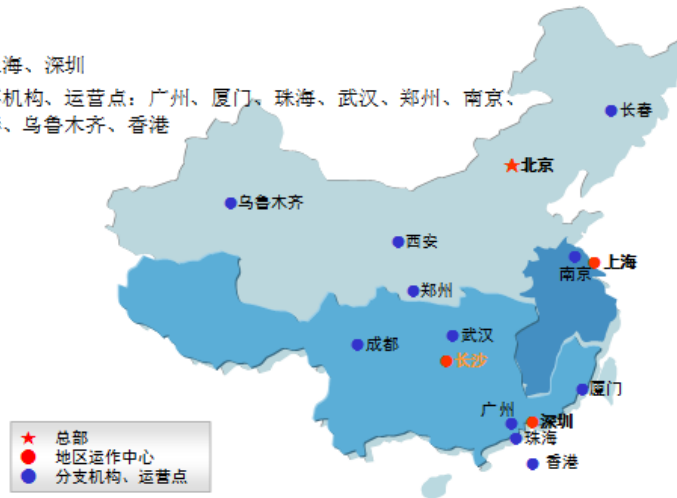 海、深圳
机构、运营点：广州、厦门、珠海、武汉、郑州、南京、
、乌鲁木齐、香港
长春
北京
乌鲁木齐
西安
上海
南京
郑州
武汉
成都
长沙
厦门
广州
深圳
珠海
香港
总部
地区运作中心
分支机构、运营点